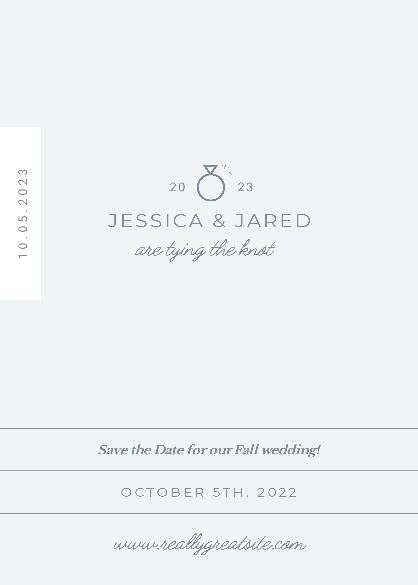 10.05.2023
20 23
JESSICA & JARED
are tying the knot
Save the Date for our Fall wedding!
OCTOBER 5TH, 2022
www.reallygreatsite.com